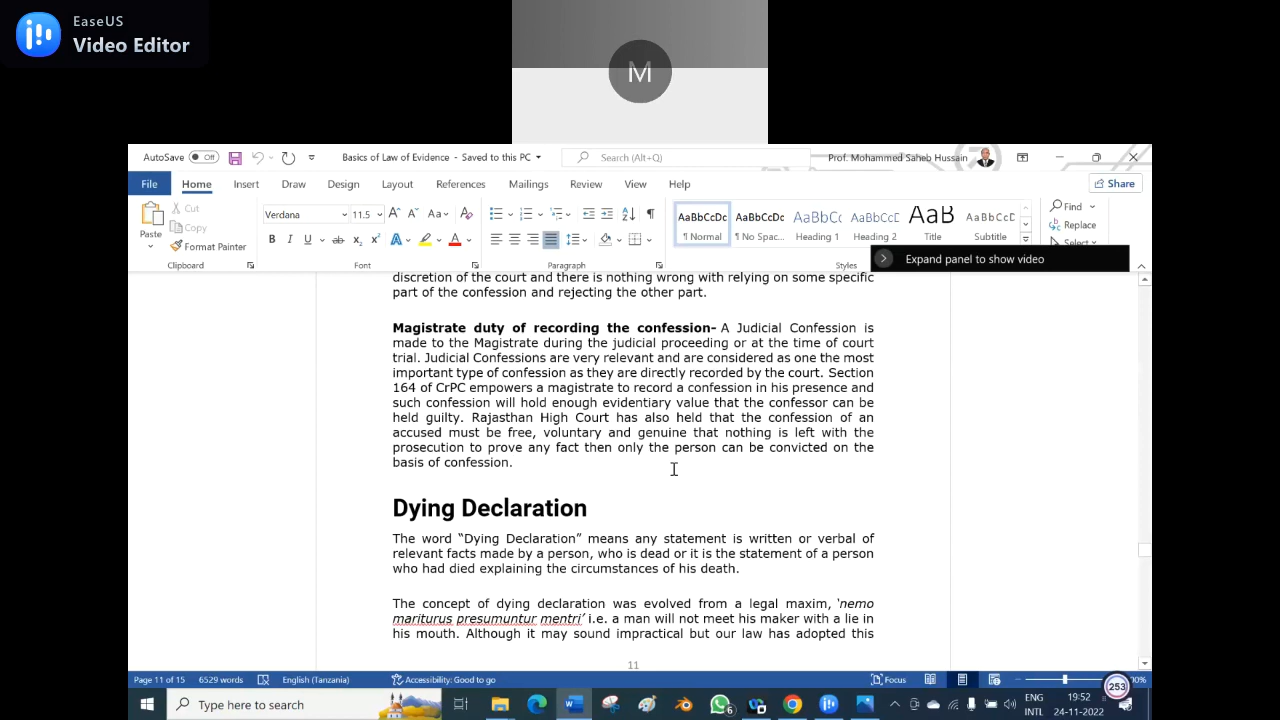 EaseUS
Video Editor
M
AutoSave Off
Basics of Law of Evidence - Saved to this PC
Search (Alt+Q)
Prof. Mohammed Saheb Hussain
File Home Insert Draw Design Layout References Mailings Review View Help
Share
Paste
Cut
Copy
Format Painter
Clipboard
Verdana 11.5
Font
Paragraph
AaBbCcDc AaBbCcDc AaBbC AaBbCcD AaB AaBbCcD
¶ Normal ¶ No Spac... Heading 1 Heading 2 Title Subtitle
Styles
Find
Replace
Select
Expand panel to show video
discretion of the court and there is nothing wrong with relying on some specific
part of the confession and rejecting the other part.
Magistrate duty of recording the confession- A Judicial Confession is
made to the Magistrate during the judicial proceeding or at the time of court
trial. Judicial Confessions are very relevant and are considered as one the most
important type of confession as they are directly recorded by the court. Section
164 of CrPC empowers a magistrate to record a confession in his presence and
such confession will hold enough evidentiary value that the confessor can be
held guilty. Rajasthan High Court has also held that the confession of an
accused must be free, voluntary and genuine that nothing is left with the
prosecution to prove any fact then only the person can be convicted on the
basis of confession.
Dying Declaration
The word “Dying Declaration” means any statement is written or verbal of
relevant facts made by a person, who is dead or it is the statement of a person
who had died explaining the circumstances of his death.
The concept of dying declaration was evolved from a legal maxim, ‘nemo
mariturus presumuntur mentri’ i.e. a man will not meet his maker with a lie in
his mouth. Although it may sound impractical but our law has adopted this
11
Page 11 of 15 6529 words English (Tanzania) Accessibility: Good to go
Focus
253
Type here to search
6
ENG
INTL
19:52
24-11-2022